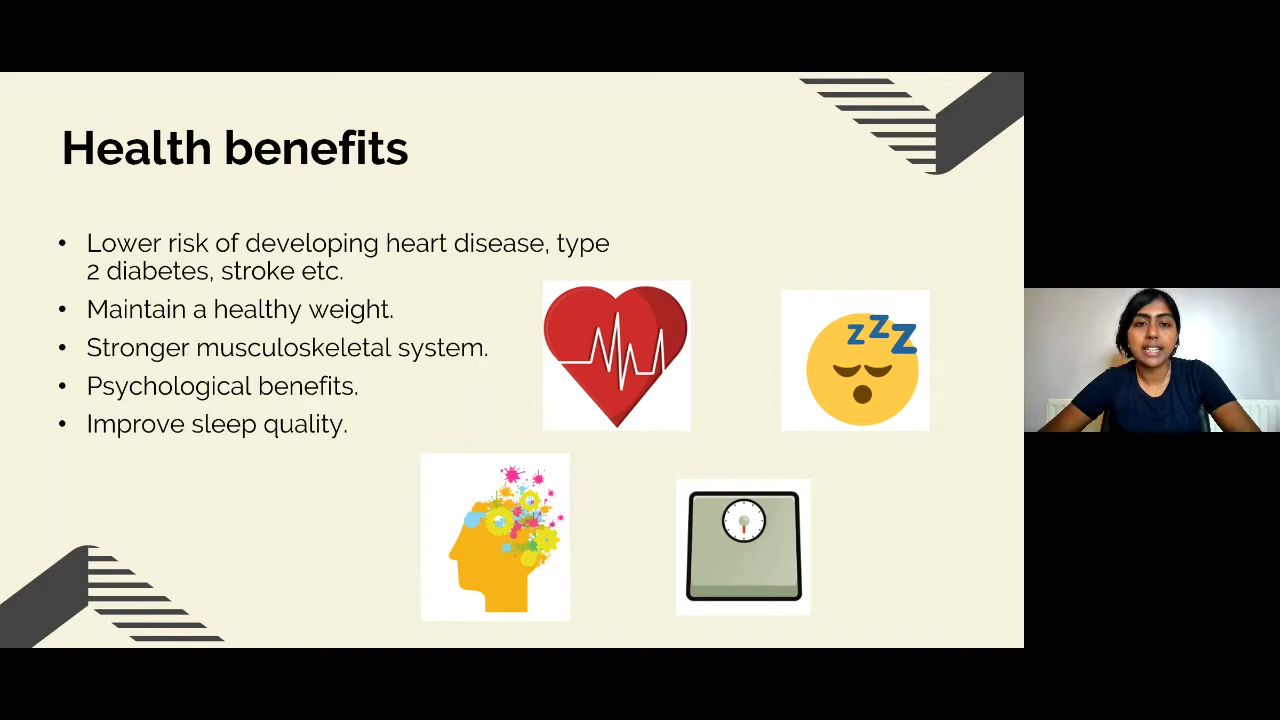 Health benefits
• Lower risk of developing heart disease, type
2 diabetes, stroke etc.
• Maintain a healthy weight.
• Stronger musculoskeletal system.
• Psychological benefits.
• Improve sleep quality.
z z z